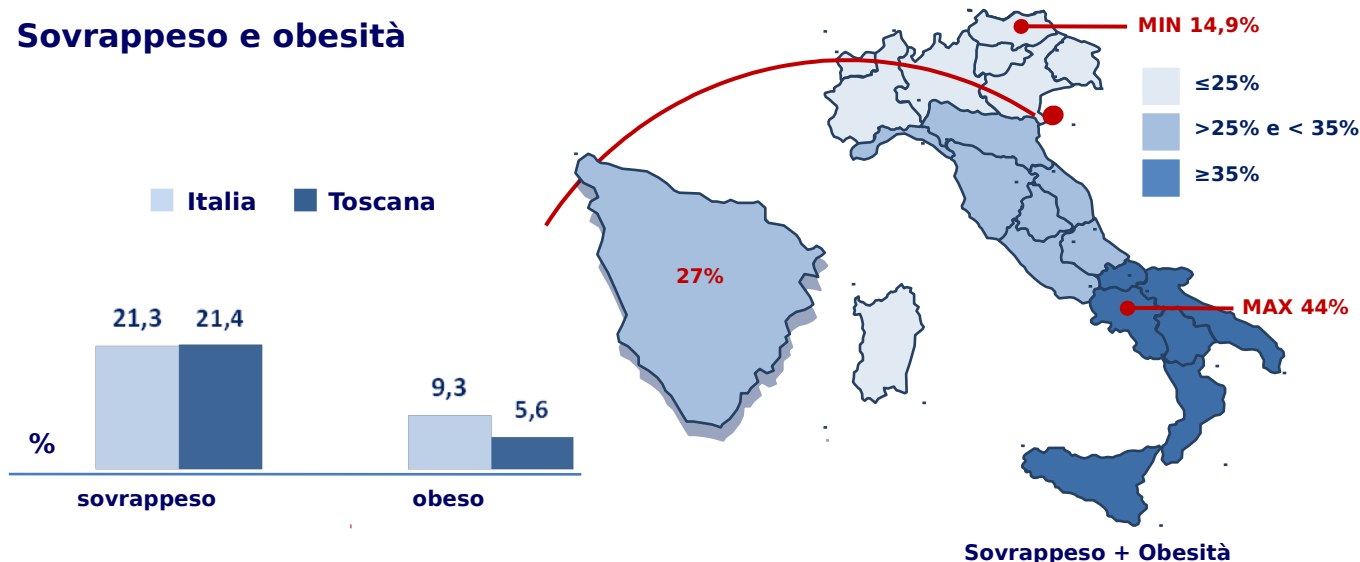 Sovrappeso e obesità
MIN 14,9%
≤25%
>25% e < 35%
≥35%
Italia
Toscana
27%
MAX 44%
21,3
21,4
9,3
5,6
%
sovrappeso
obeso
Sovrappeso + Obesità